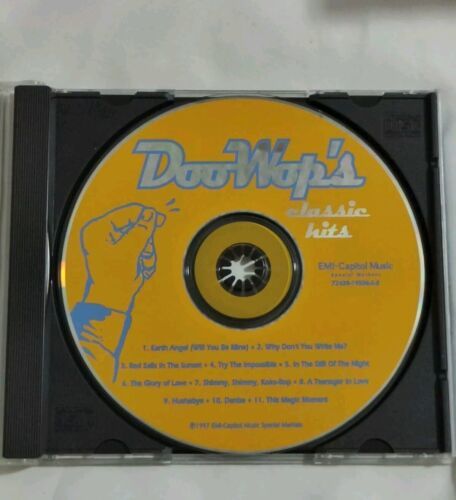 Doo Wop's
classic
hits
EMI-Capitol Music
Special Markets
1. Earth Angel (Will You Be Mine) • 2. Why Don't You Write Me?
3. Red Sails In The Sunset • 4. Try The Impossible • 5. In The Still Of The Night
6. The Glory of Love • 7. Shimmy, Shimmy, Koko-Bop • 8. A Teenager In Love
9. Hushabye • 10. Denise • 11. This Magic Moment
℗1997 EMI-Capitol Music Special Markets